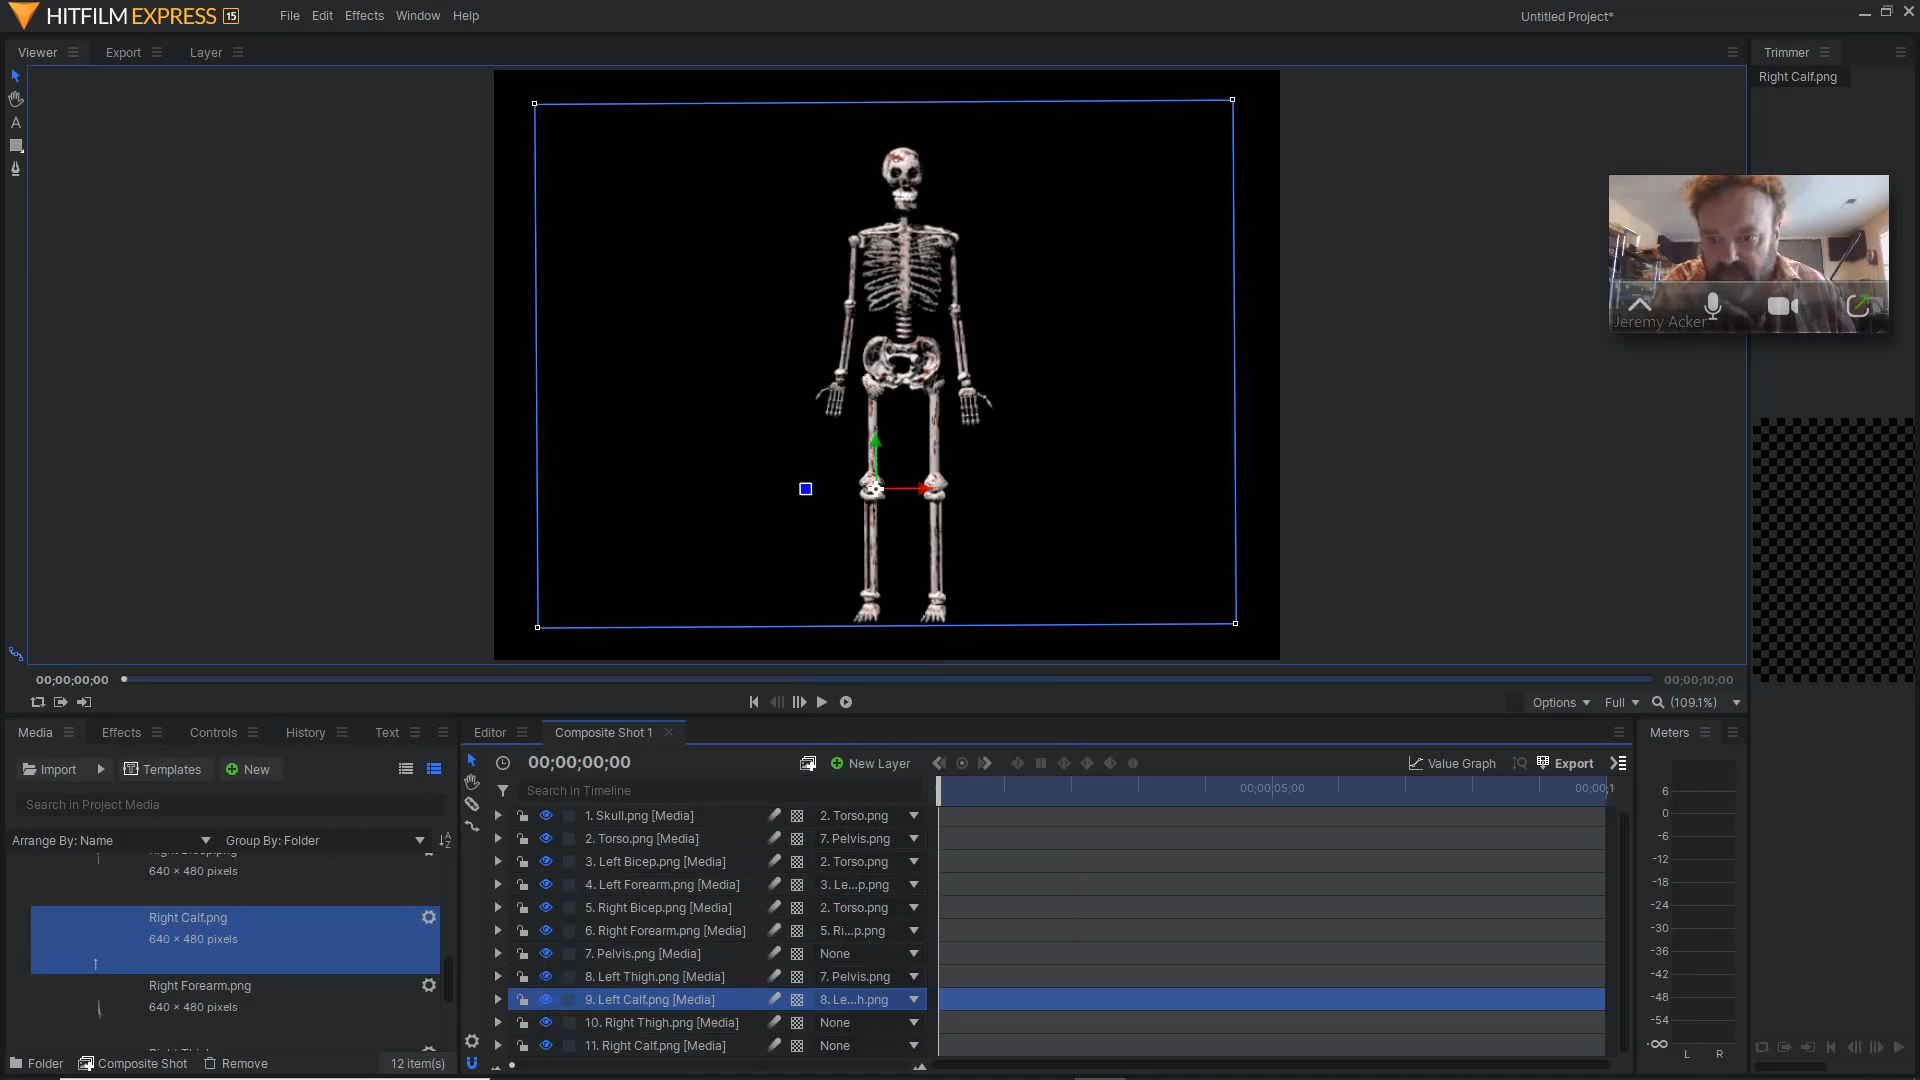 HITFILM EXPRESS 15
File Edit Effects Window Help
Untitled Project*
Viewer Export Layer
Trimmer
Right Calf.png
Jeremy Acker
00;00;00;00
00;00;10;00
Options Full (109.1%)
Media Effects Controls History Text
Editor Composite Shot 1
Meters
Import Templates New
00;00;00;00
New Layer
Value Graph Export
Search in Project Media
Search in Timeline
00;00;05;00
Arrange By: Name Group By: Folder
640 × 480 pixels
Right Calf.png
640 × 480 pixels
Right Forearm.png
640 × 480 pixels
Folder Composite Shot Remove 12 item(s)
1. Skull.png [Media] 2. Torso.png
2. Torso.png [Media] 7. Pelvis.png
3. Left Bicep.png [Media] 2. Torso.png
4. Left Forearm.png [Media] 3. Le...p.png
5. Right Bicep.png [Media] 2. Torso.png
6. Right Forearm.png [Media] 5. Ri...p.png
7. Pelvis.png [Media] None
8. Left Thigh.png [Media] 7. Pelvis.png
9. Left Calf.png [Media] 8. Le...h.png
10. Right Thigh.png [Media] None
11. Right Calf.png [Media] None
6
0
-6
-12
-18
-24
-30
-36
-42
-48
-54
-∞
L R